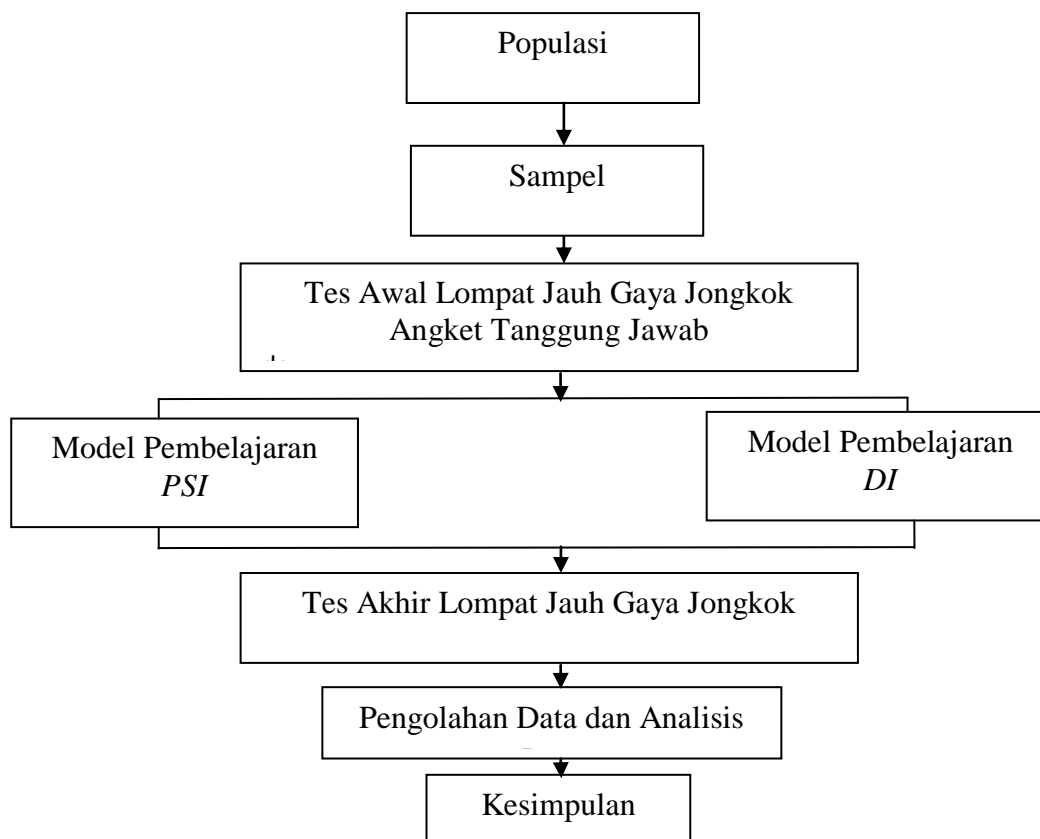 Populasi
Sampel
Tes Awal Lompat Jauh Gaya Jongkok
Angket Tanggung Jawab
Model Pembelajaran
PSI
Model Pembelajaran
DI
Tes Akhir Lompat Jauh Gaya Jongkok
Pengolahan Data dan Analisis
Kesimpulan